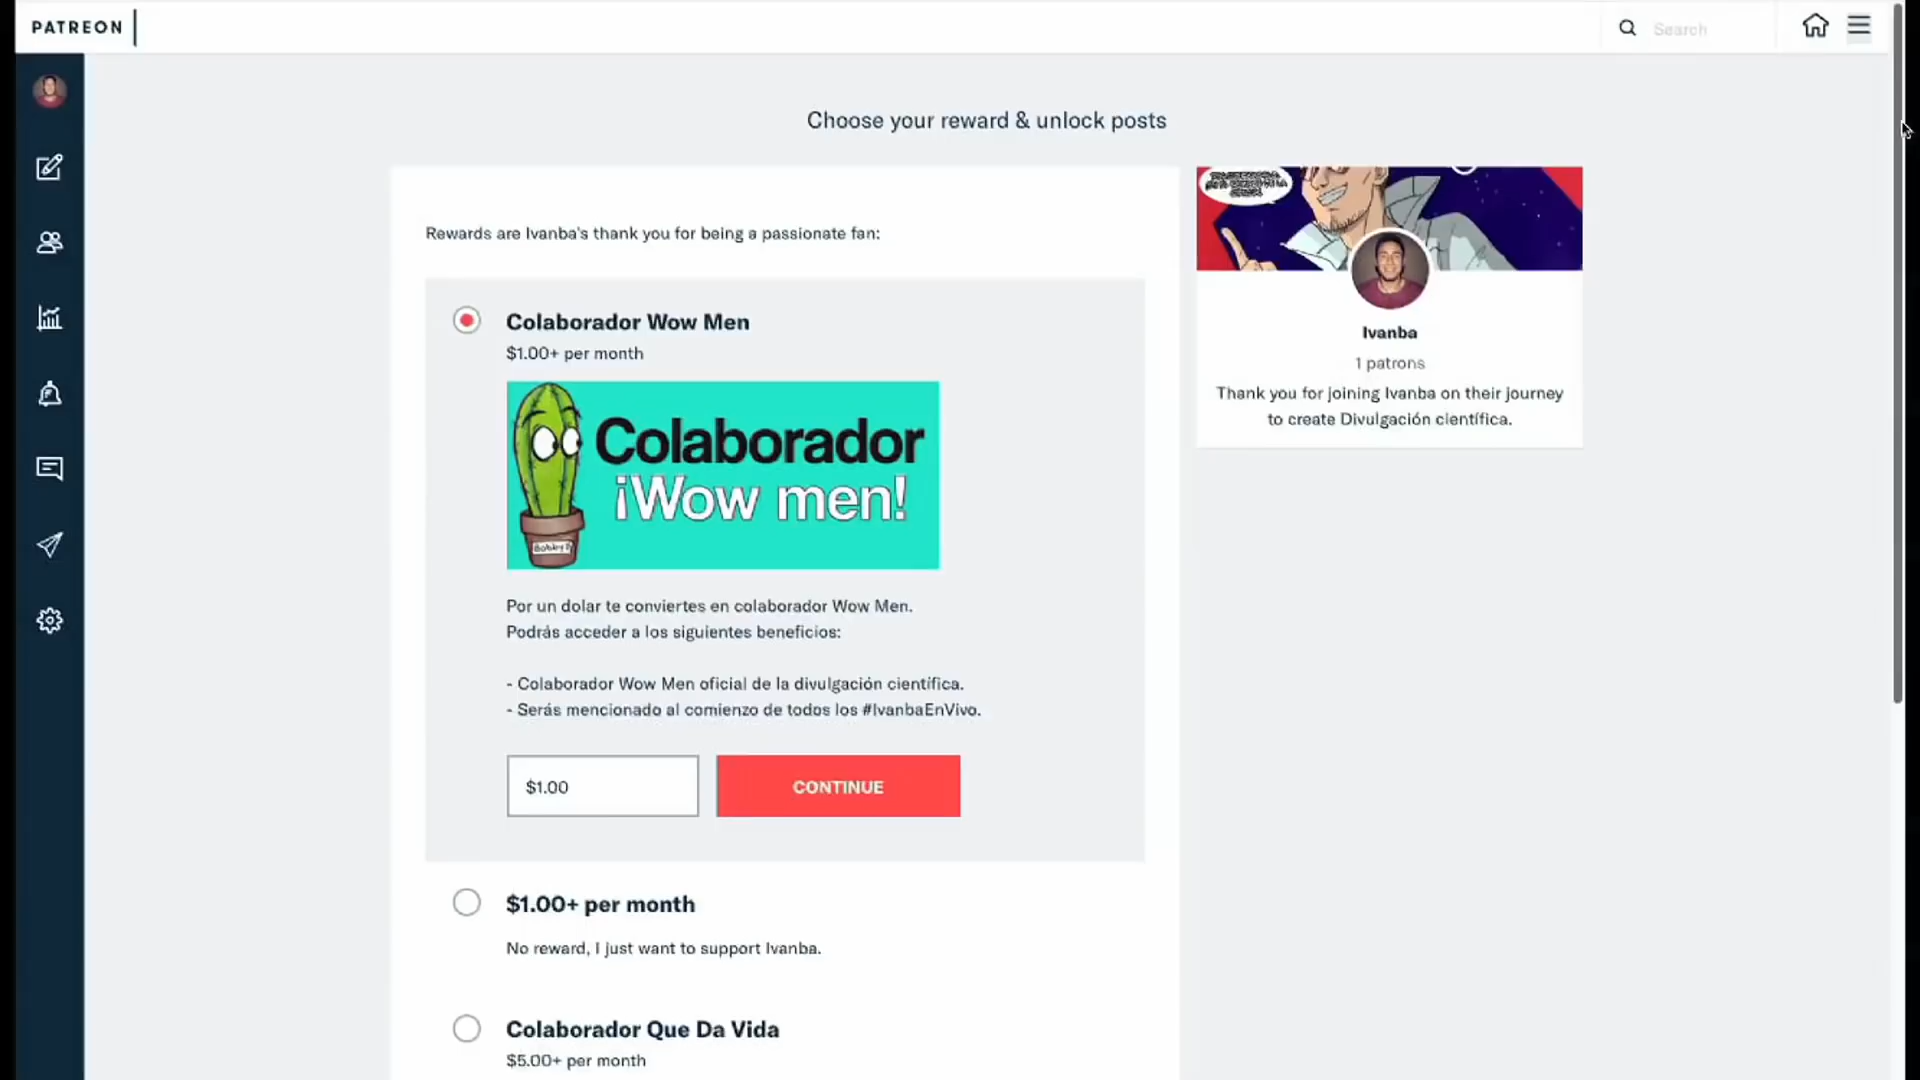 PATREON
Search
Choose your reward & unlock posts
Rewards are Ivanba's thank you for being a passionate fan:
Colaborador Wow Men
$1.00+ per month
Colaborador
¡Wow men!
Por un dolar te conviertes en colaborador Wow Men.
Podrás acceder a los siguientes beneficios:
- Colaborador Wow Men oficial de la divulgación científica.
- Serás mencionado al comienzo de todos los #IvanbaEnVivo.
$1.00
CONTINUE
$1.00+ per month
No reward, I just want to support Ivanba.
Colaborador Que Da Vida
$5.00+ per month
Ivanba
1 patrons
Thank you for joining Ivanba on their journey
to create Divulgación científica.